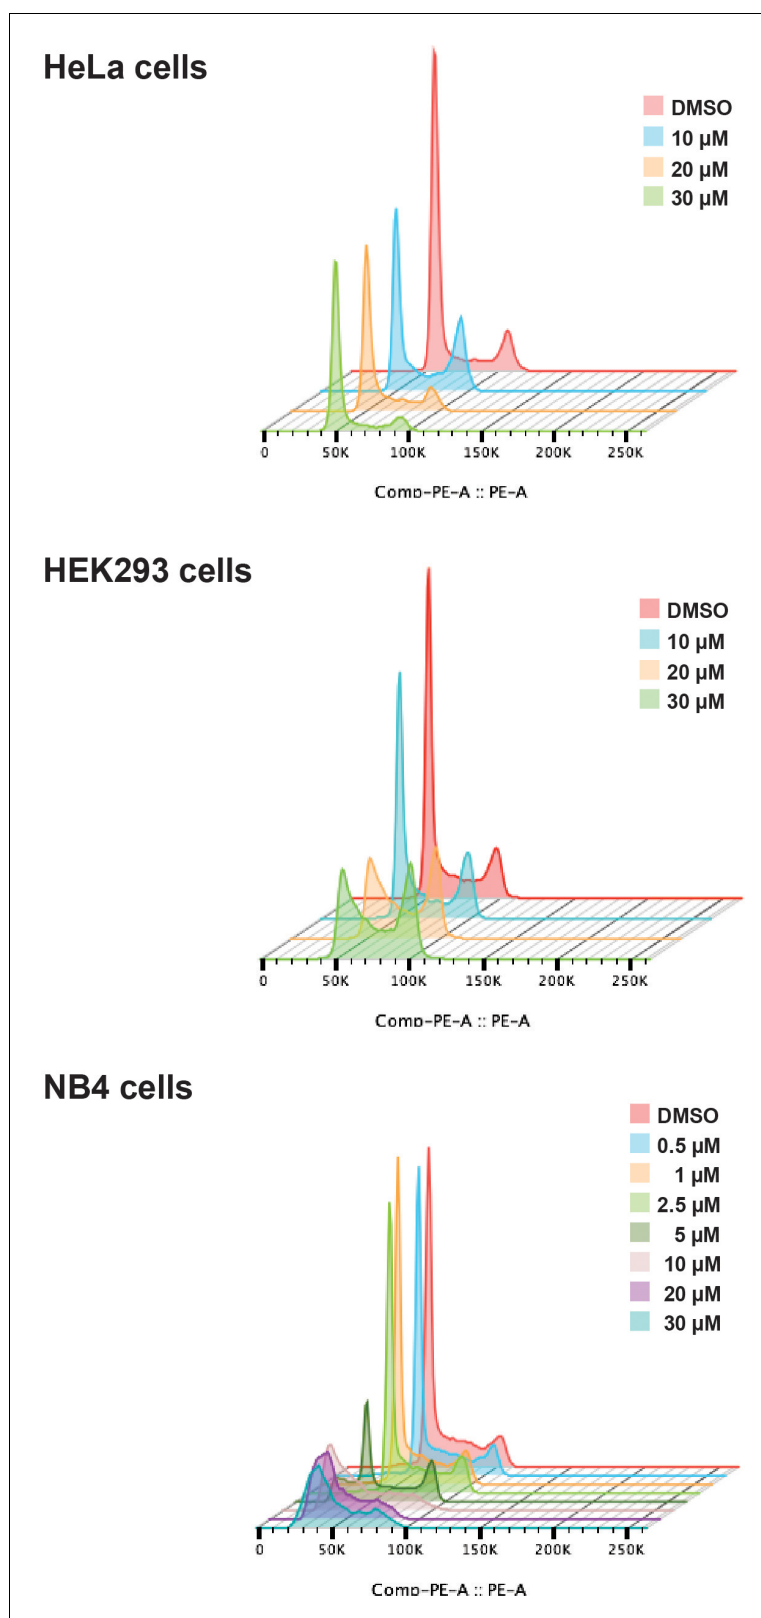 HeLa cells
DMSO
10 µM
20 µM
30 µM
0 50K 100K 150K 200K 250K
Comp-PE-A :: PE-A
HEK293 cells
DMSO
10 µM
20 µM
30 µM
0 50K 100K 150K 200K 250K
Comp-PE-A :: PE-A
NB4 cells
DMSO
0.5 µM
1 µM
2.5 µM
5 µM
10 µM
20 µM
30 µM
0 50K 100K 150K 200K 250K
Comp-PE-A :: PE-A